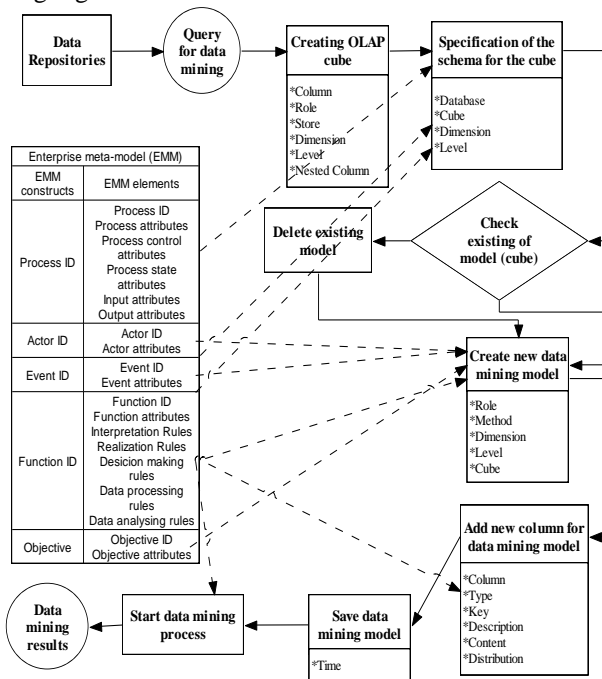 Data
Repositories
Query
for data
mining
Creating OLAP
cube
*Column
*Role
*Store
*Dimension
*Level
*Nested Column
Specification of the
schema for the cube
*Database
*Cube
*Dimension
*Level
Enterprise meta-model (EMM)
EMM
constructs
EMM elements
Process ID
Process ID
Process attributes
Process control
attributes
Process state
attributes
Input attributes
Output attributes
Actor ID
Actor ID
Actor attributes
Event ID
Event ID
Event attributes
Function ID
Function ID
Function attributes
Interpretation Rules
Realization Rules
Desicion making
rules
Data processing
rules
Data analysing rules
Objective
Objective ID
Objective attributes
Delete existing
model
Check
existing of
model (cube)
Create new data
mining model
*Role
*Method
*Dimension
*Level
*Cube
Add new column for
data mining model
*Column
*Type
*Key
*Description
*Content
*Distribution
Data
mining
results
Start data mining
process
Save data
mining model
*Time